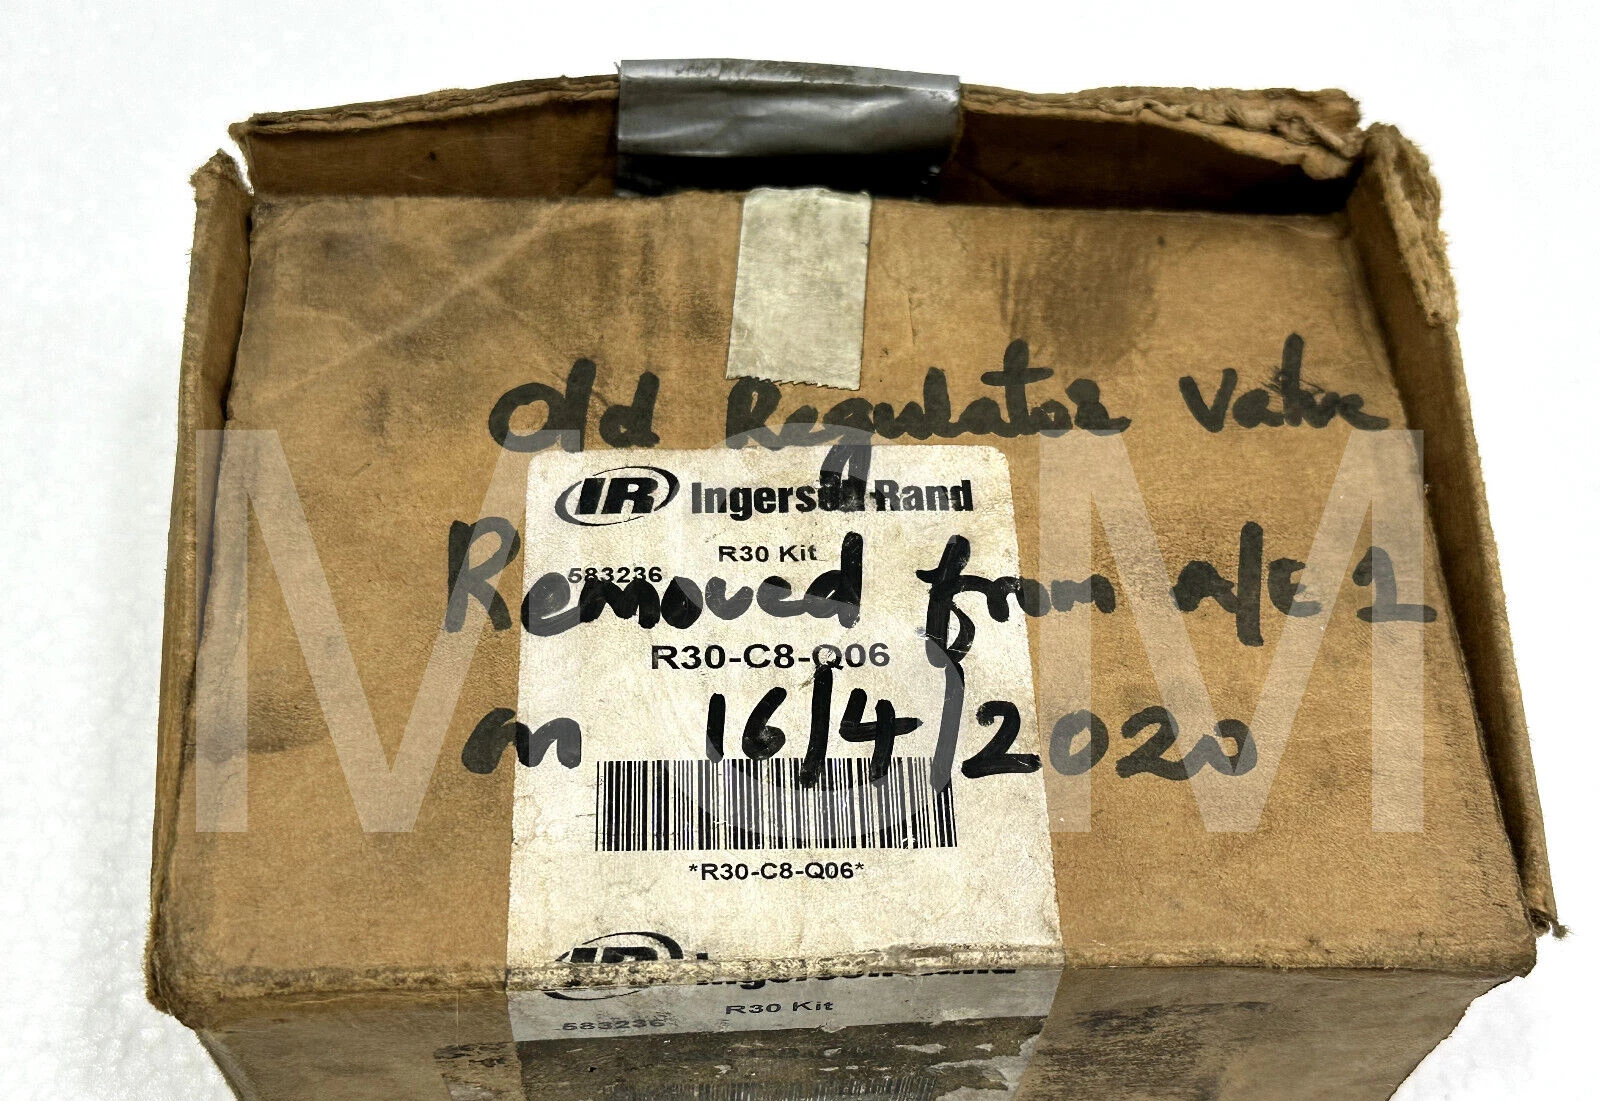 Old Regulator Valve
IR Ingersoll-Rand
R30 Kit
583236
Removed from A/E 1
R30-C8-Q06
on 16/4/2020
*R30-C8-Q06*
IR Ingersoll-Rand
R30 Kit
583236